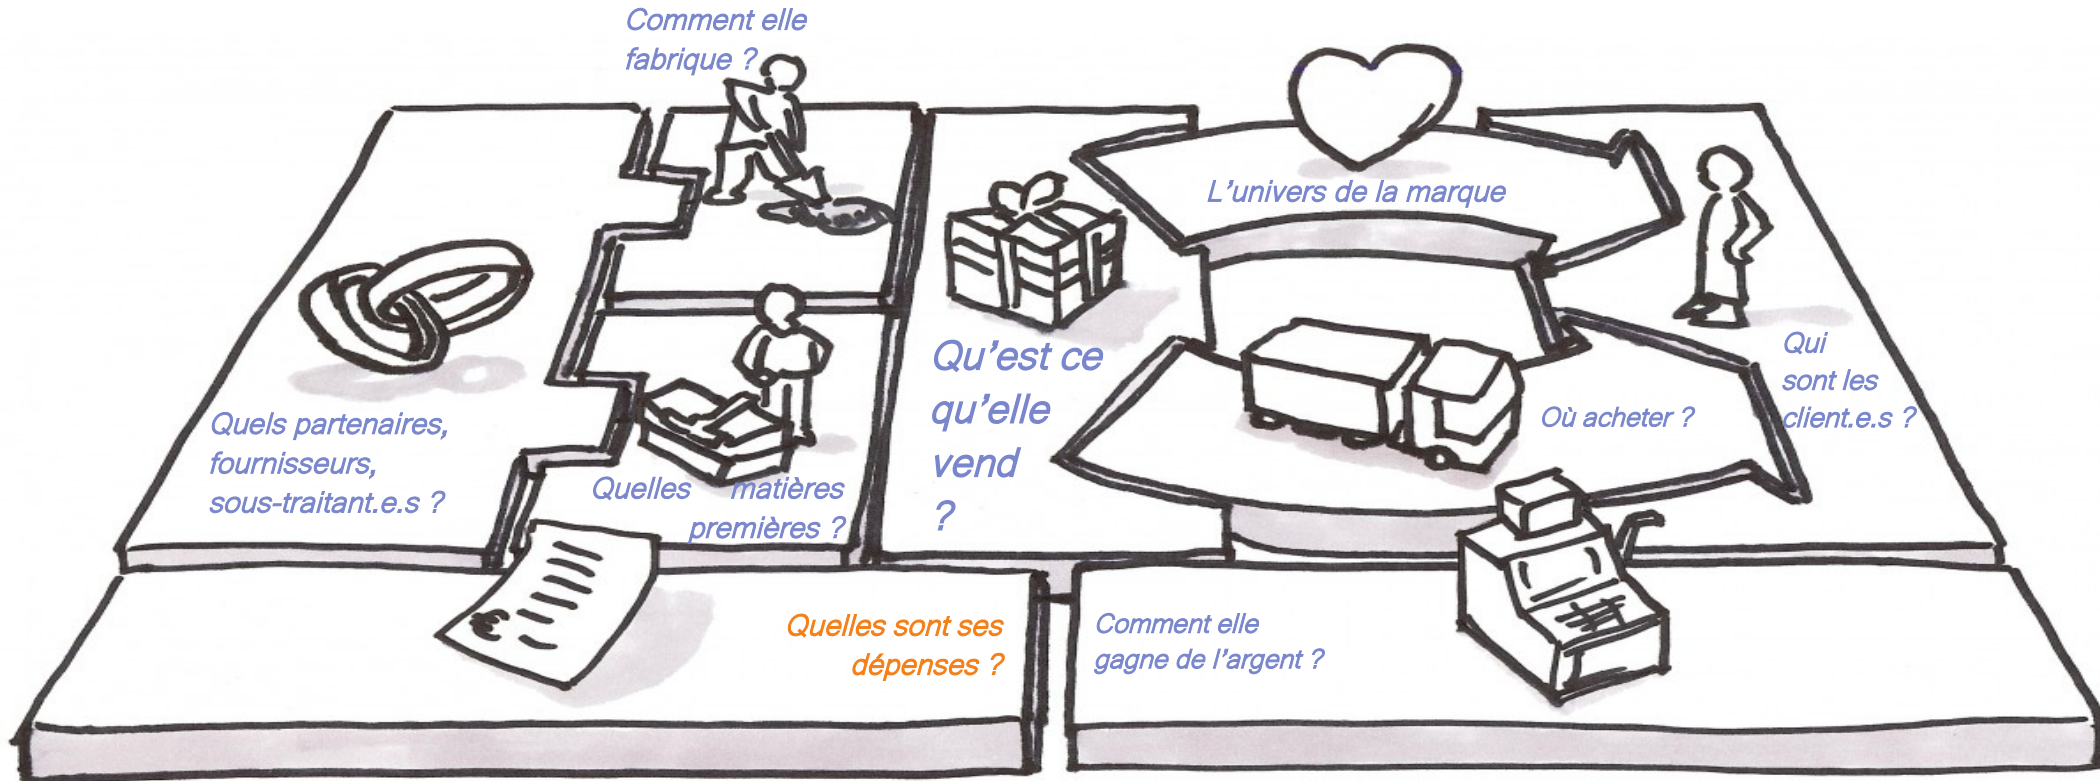 Comment elle
fabrique ?
L'univers de la marque
Quels partenaires,
fournisseurs,
sous-traitant.e.s ?
Quelles matières
premières ?
Qu'est ce
qu'elle
vend
?
Où acheter ?
Qui
sont les
client.e.s ?
Quelles sont ses
dépenses ?
Comment elle
gagne de l'argent ?